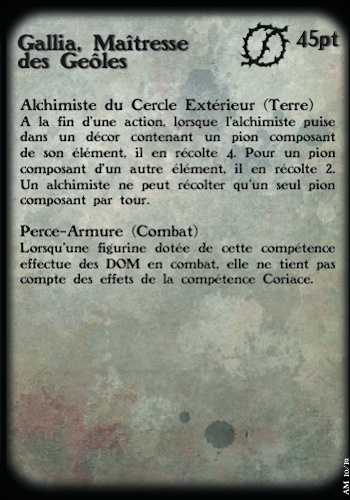 Gallia, Maîtresse
des Geôles
45pt
Alchimiste du Cercle Extérieur (Terre)
A la fin d'une action, lorsque l'alchimiste puise
dans un décor contenant un pion composant
de son élément, il en récolte 4. Pour un pion
composant d'un autre élément, il en récolte 2.
Un alchimiste ne peut récolter qu'un seul pion
composant par tour.
Perce-Armure (Combat)
Lorsqu'une figurine dotée de cette compétence
effectue des DOM en combat, elle ne tient pas
compte des effets de la compétence Coriace.
AM 10/19